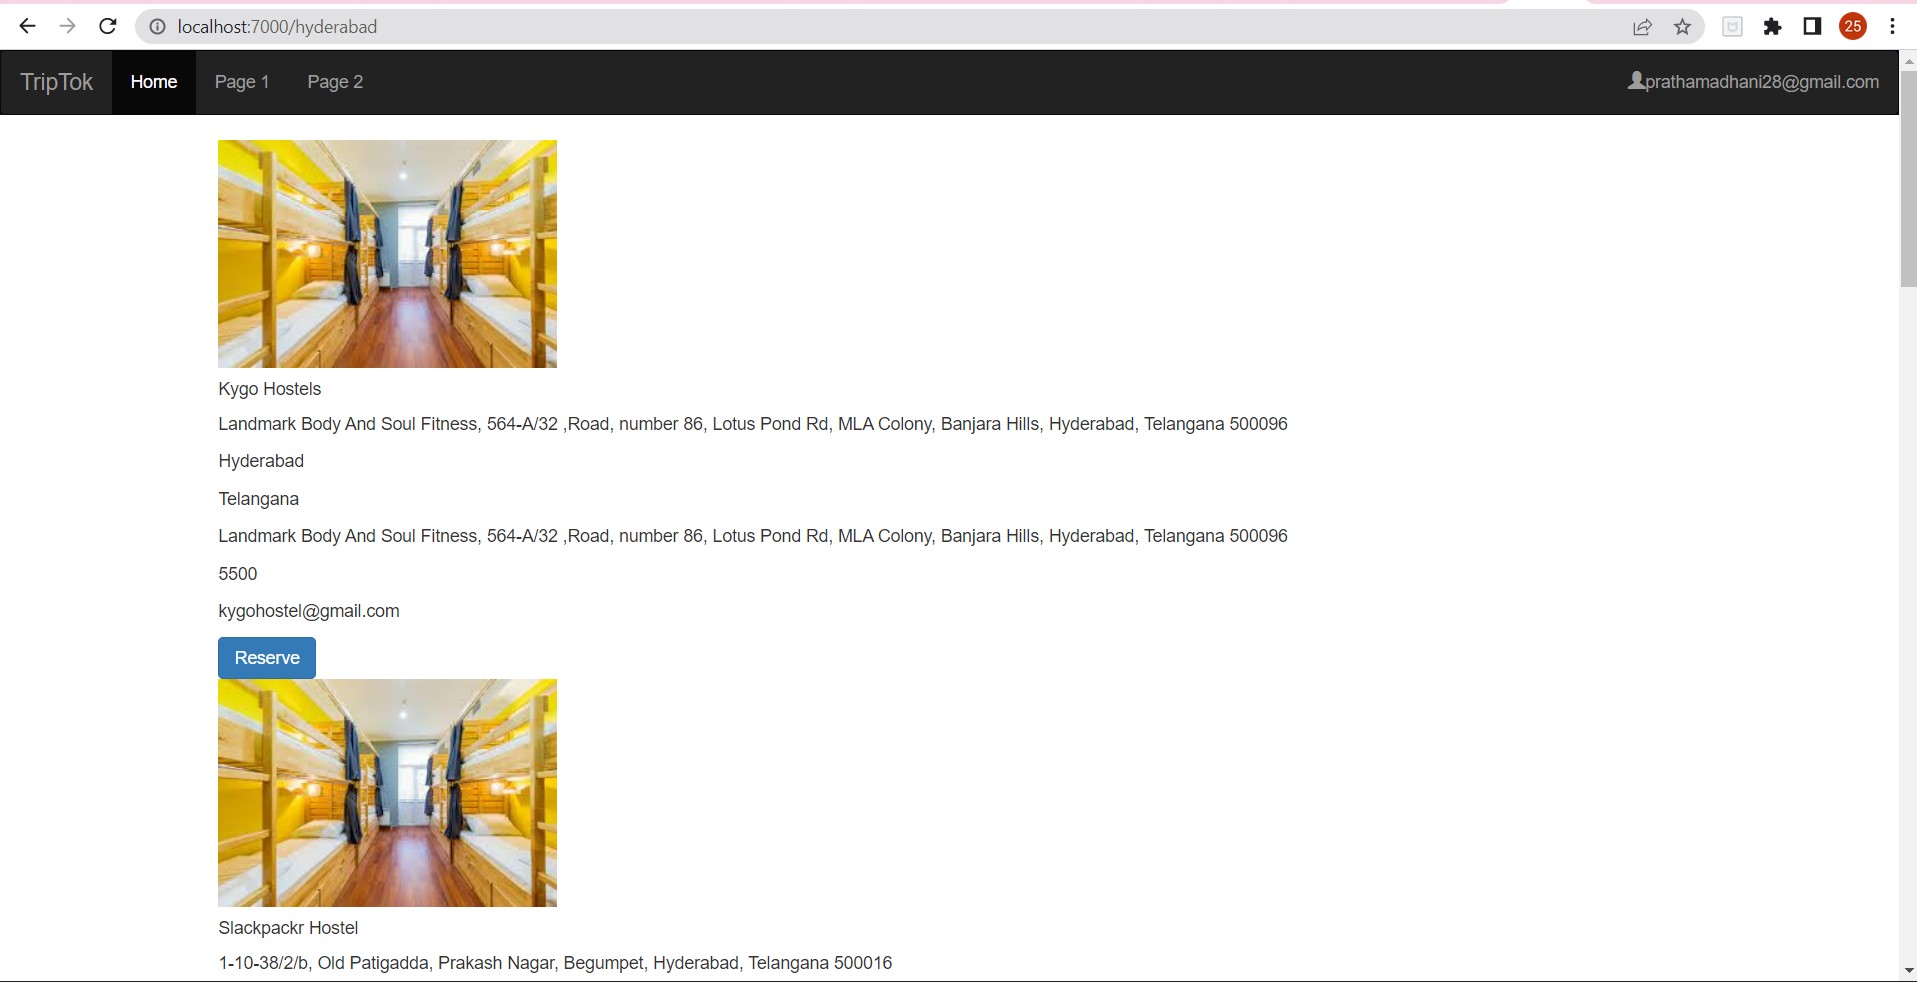 localhost:7000/hyderabad
25
TripTok Home Page 1 Page 2 prathamadhani28@gmail.com
Kygo Hostels
Landmark Body And Soul Fitness, 564-A/32 ,Road, number 86, Lotus Pond Rd, MLA Colony, Banjara Hills, Hyderabad, Telangana 500096
Hyderabad
Telangana
Landmark Body And Soul Fitness, 564-A/32 ,Road, number 86, Lotus Pond Rd, MLA Colony, Banjara Hills, Hyderabad, Telangana 500096
5500
kygohostel@gmail.com
Reserve
Slackpackr Hostel
1-10-38/2/b, Old Patigadda, Prakash Nagar, Begumpet, Hyderabad, Telangana 500016